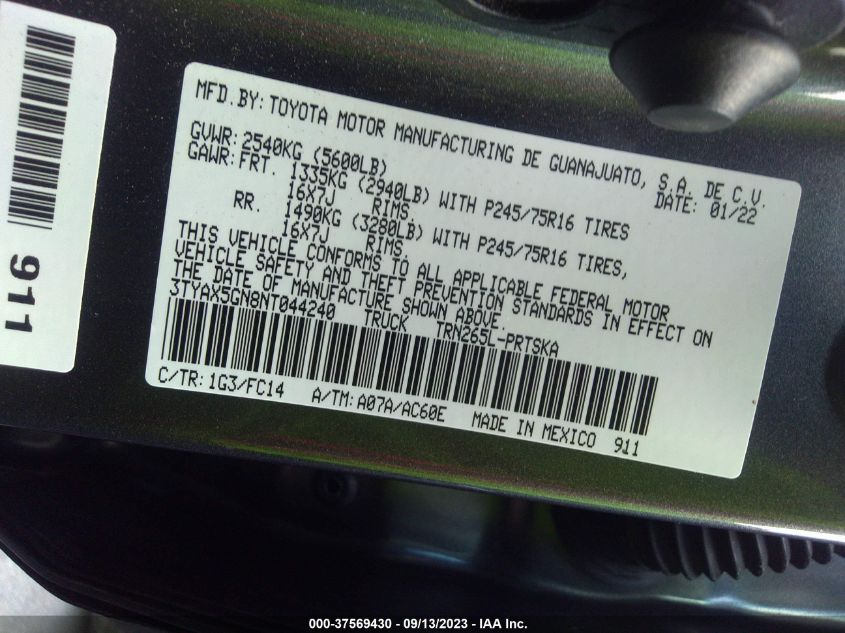 911
MFD.BY:TOYOTA MOTOR MANUFACTURING DE GUANAJUATO, S.A. DE C.V.
GVWR:2540KG (5600LB) DATE: 01/22
GAWR:FRT. 1335KG (2940LB) WITH P245/75R16 TIRES
16X7J RIMS.
RR. 1490KG (3280LB) WITH P245/75R16 TIRES,
16X7J RIMS.
THIS VEHICLE CONFORMS TO ALL APPLICABLE FEDERAL MOTOR
VEHICLE SAFETY AND THEFT PREVENTION STANDARDS IN EFFECT ON
THE DATE OF MANUFACTURE SHOWN ABOVE.
3TYAX5GN8NT044240 TRUCK TRN265L-PRTSKA
C/TR:1G3/FC14 A/TM:A07A/AC60E MADE IN MEXICO 911
000-37569430 - 09/13/2023 - IAA Inc.